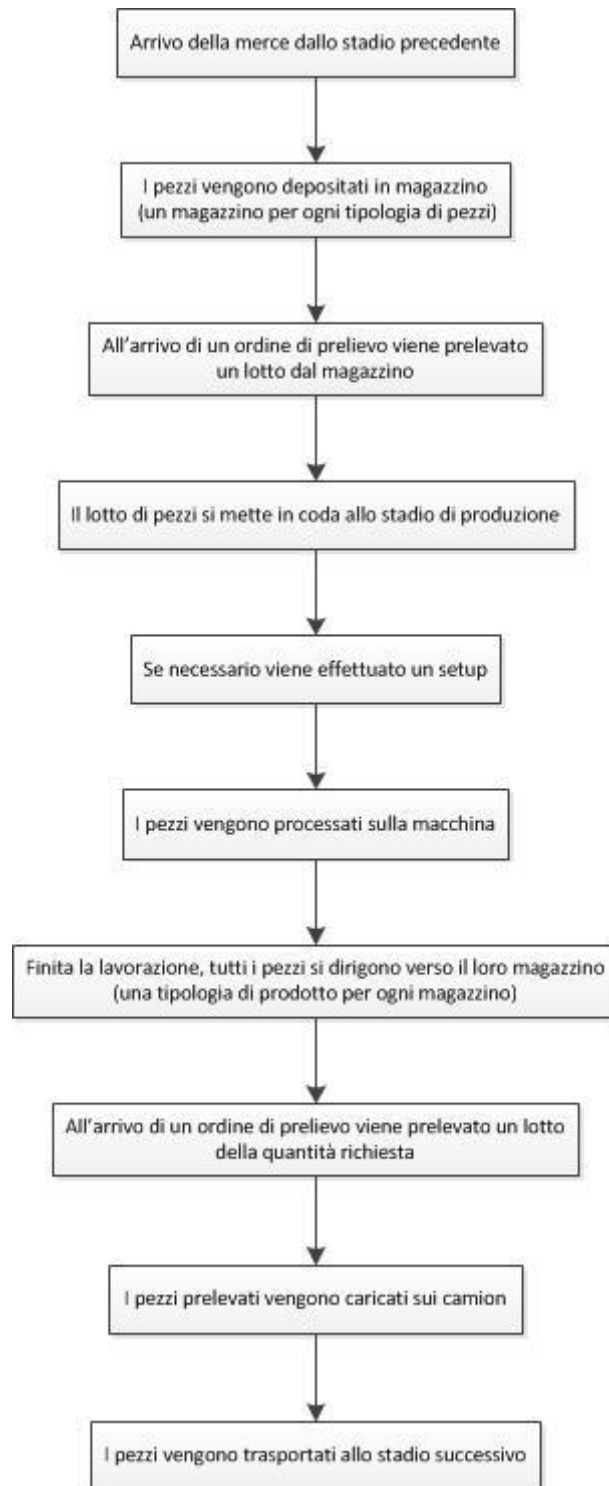 Arrivo della merce dallo stadio precedente
I pezzi vengono depositati in magazzino
(un magazzino per ogni tipologia di pezzi)
All'arrivo di un ordine di prelievo viene prelevato
un lotto dal magazzino
Il lotto di pezzi si mette in coda allo stadio di produzione
Se necessario viene effettuato un setup
I pezzi vengono processati sulla macchina
Finita la lavorazione, tutti i pezzi si dirigono verso il loro magazzino
(una tipologia di prodotto per ogni magazzino)
All'arrivo di un ordine di prelievo viene prelevato un lotto
della quantità richiesta
I pezzi prelevati vengono caricati sui camion
I pezzi vengono trasportati allo stadio successivo